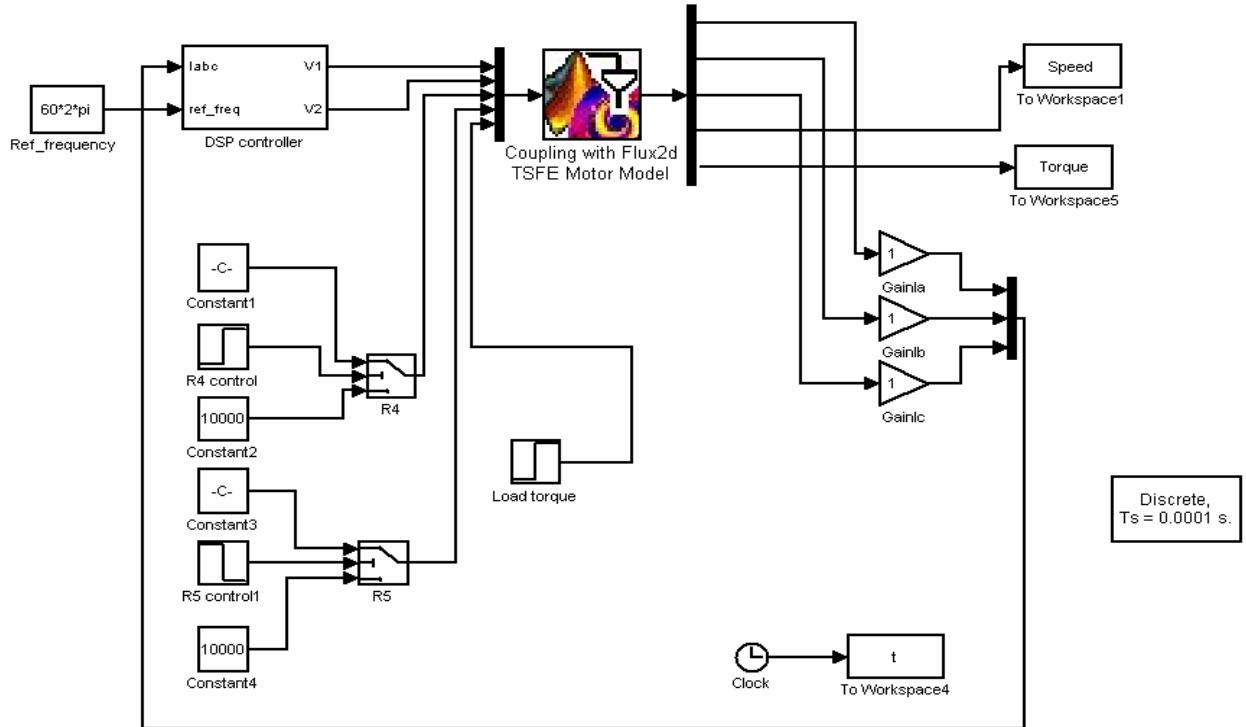 Iabc
V1
ref_freq
V2
DSP controller
60*2*pi
Ref_frequency
Coupling with Flux2d
TSFE Motor Model
Speed
To Workspace1
Torque
To Workspace5
-C-
Constant1
R4 control
10000
Constant2
R4
-C-
Constant3
R5 control1
10000
Constant4
R5
Load torque
1
GainIa
1
GainIb
1
GainIc
Discrete,
Ts = 0.0001 s.
Clock
t
To Workspace4